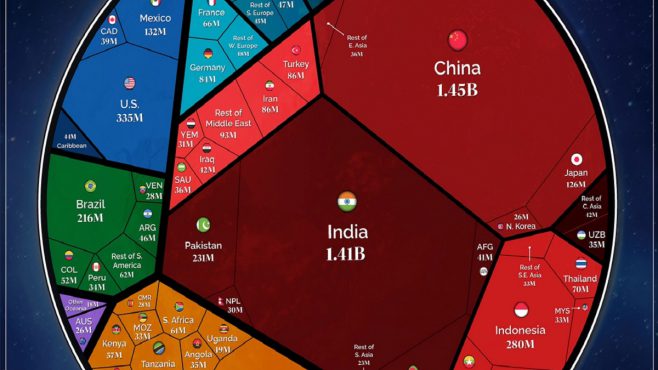 Mexico
132M
CAD
39M
U.S.
335M
44M
Caribbean
France
66M
Rest of
S. Europe
45M
47M
Rest of
W. Europe
18M
Germany
84M
Turkey
86M
Iran
86M
Rest of
Middle East
93M
YEM
31M
Iraq
42M
SAU
36M
Rest of
E. Asia
36M
China
1.45B
Japan
126M
26M
N. Korea
Rest of
C. Asia
42M
UZB
35M
Brazil
216M
VEN
28M
ARG
46M
COL
52M
Peru
34M
Rest of S.
America
62M
Pakistan
231M
India
1.41B
NPL
30M
AFG
41M
Rest of
S. Asia
23M
Rest of
S.E. Asia
33M
Thailand
70M
MYS
33M
Indonesia
280M
Other
Oceania
18M
AUS
26M
CMR
28M
MOZ
33M
S. Africa
61M
Kenya
57M
Tanzania
Angola
35M
Uganda
49M